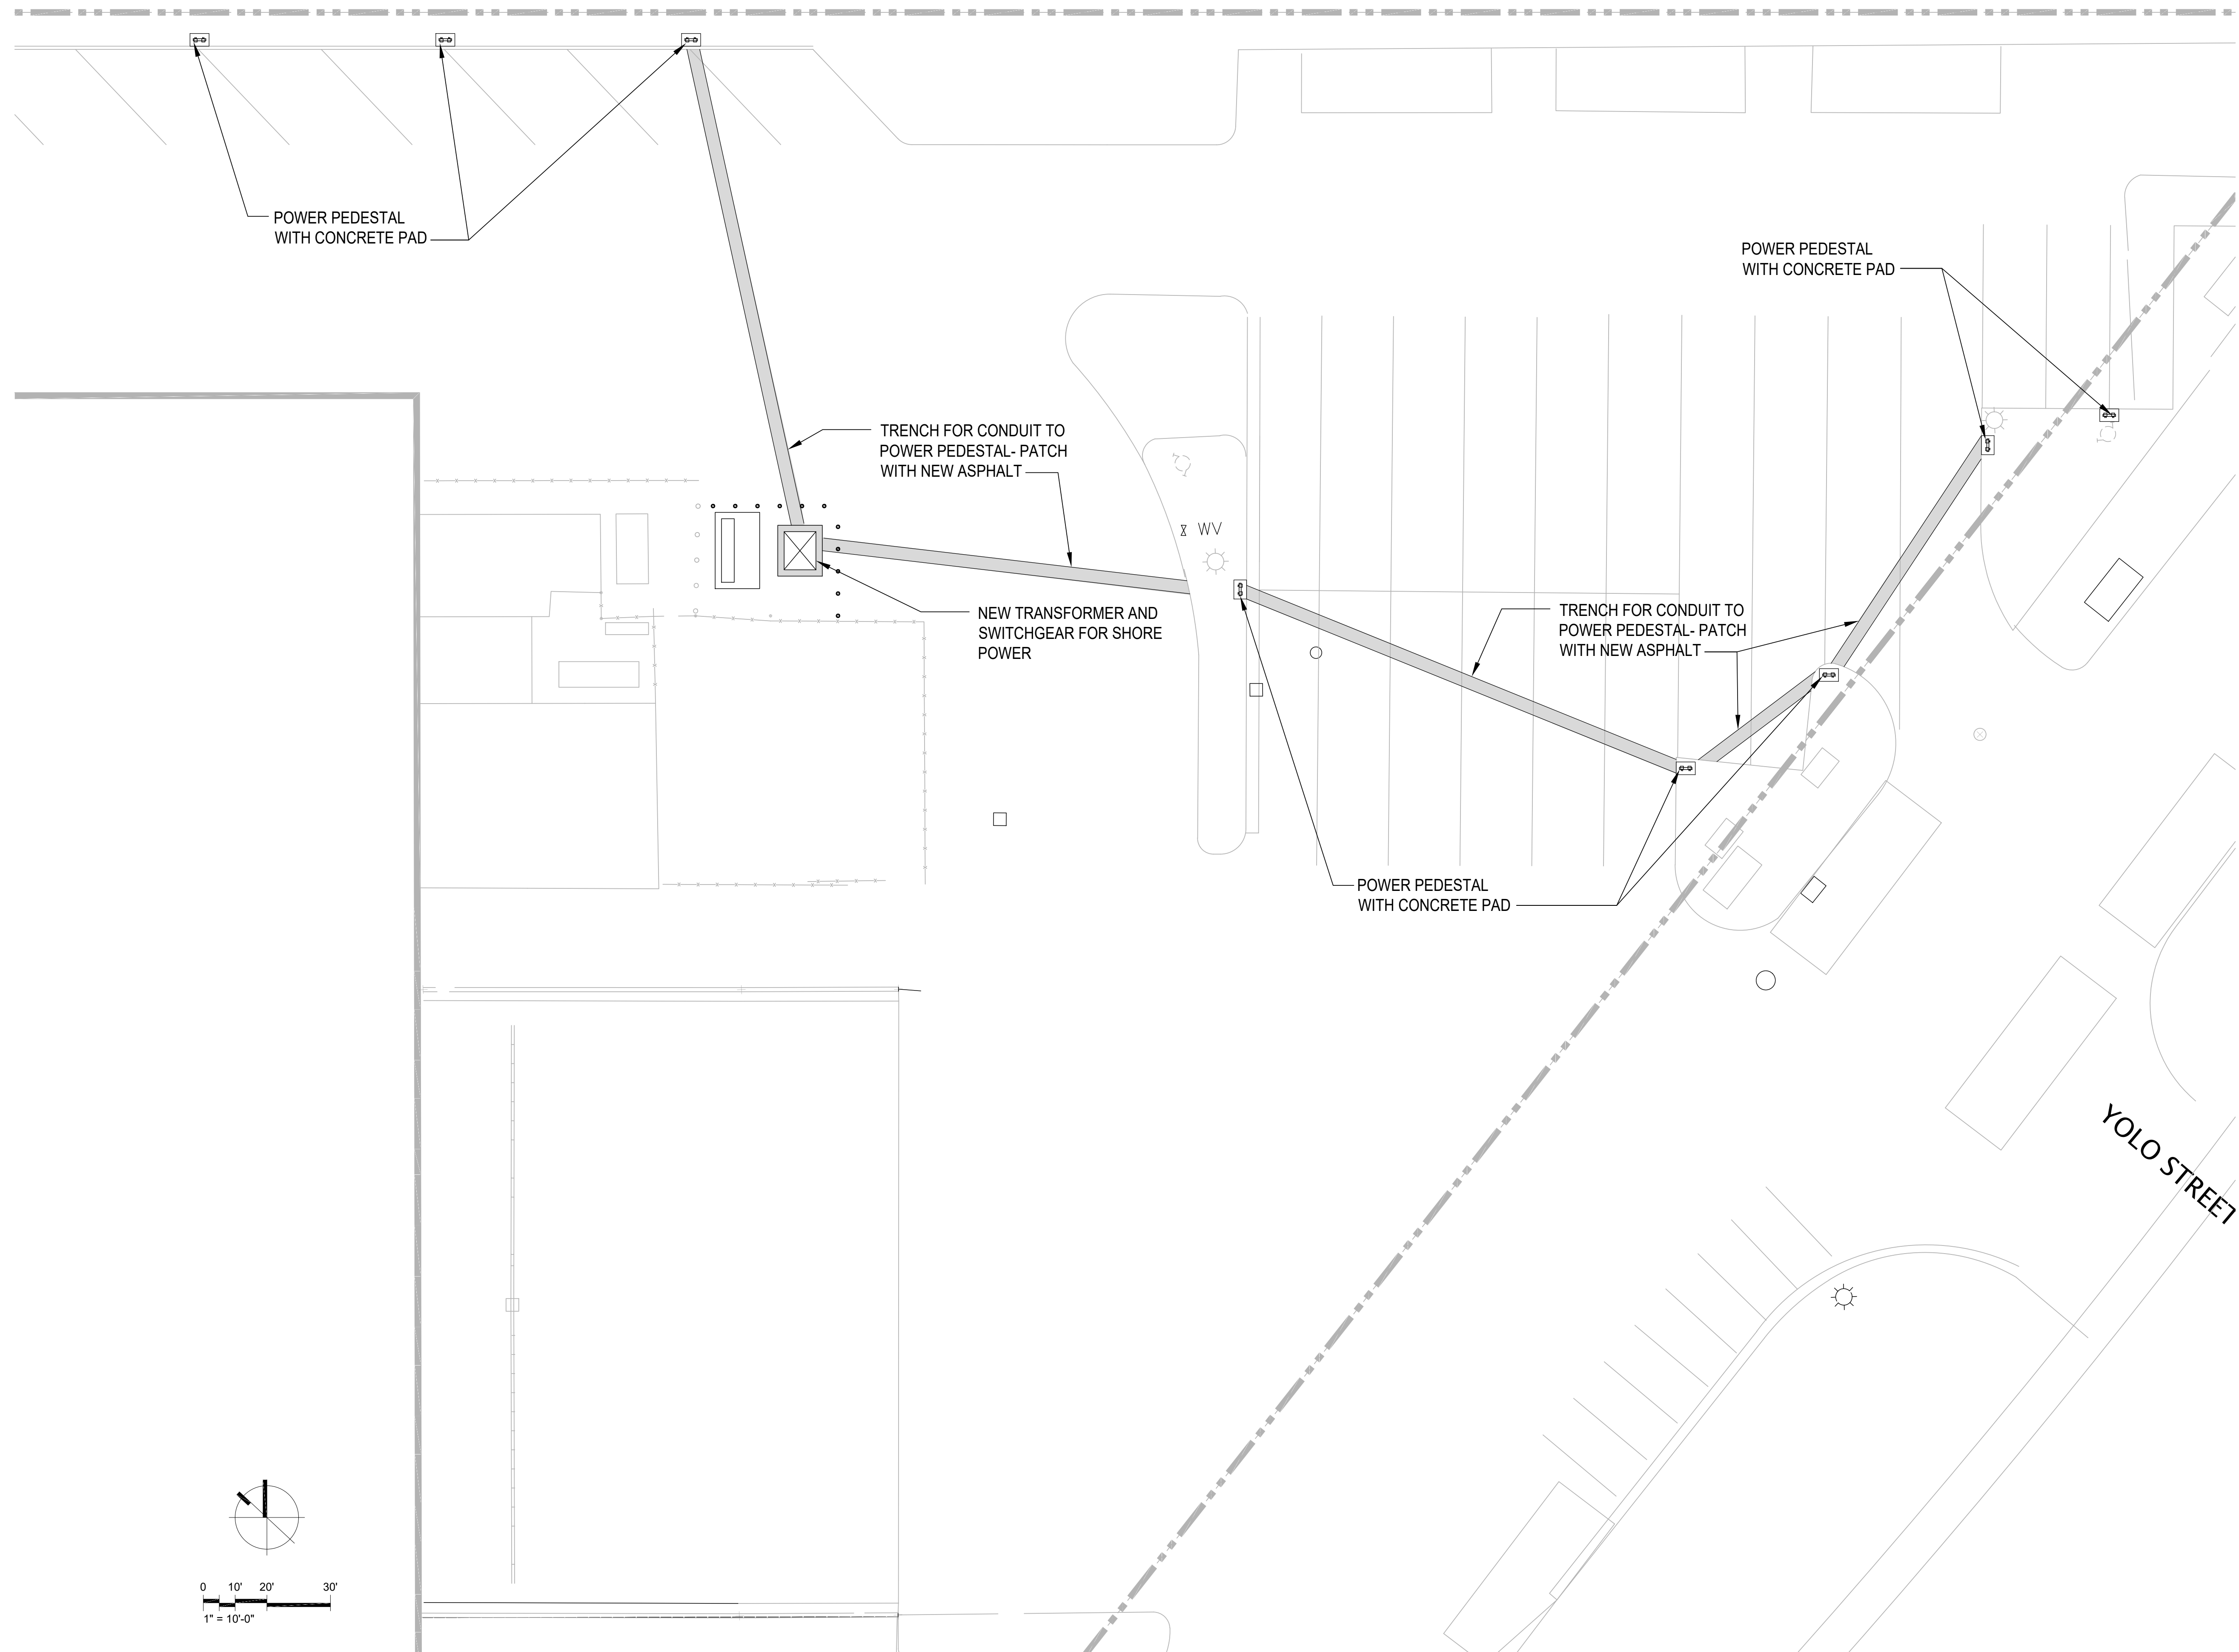 POWER PEDESTAL
WITH CONCRETE PAD
POWER PEDESTAL
WITH CONCRETE PAD
TRENCH FOR CONDUIT TO
POWER PEDESTAL- PATCH
WITH NEW ASPHALT
WV
NEW TRANSFORMER AND
SWITCHGEAR FOR SHORE
POWER
TRENCH FOR CONDUIT TO
POWER PEDESTAL- PATCH
WITH NEW ASPHALT
POWER PEDESTAL
WITH CONCRETE PAD
YOLO STREET
0 10' 20' 30'
1" = 10'-0"